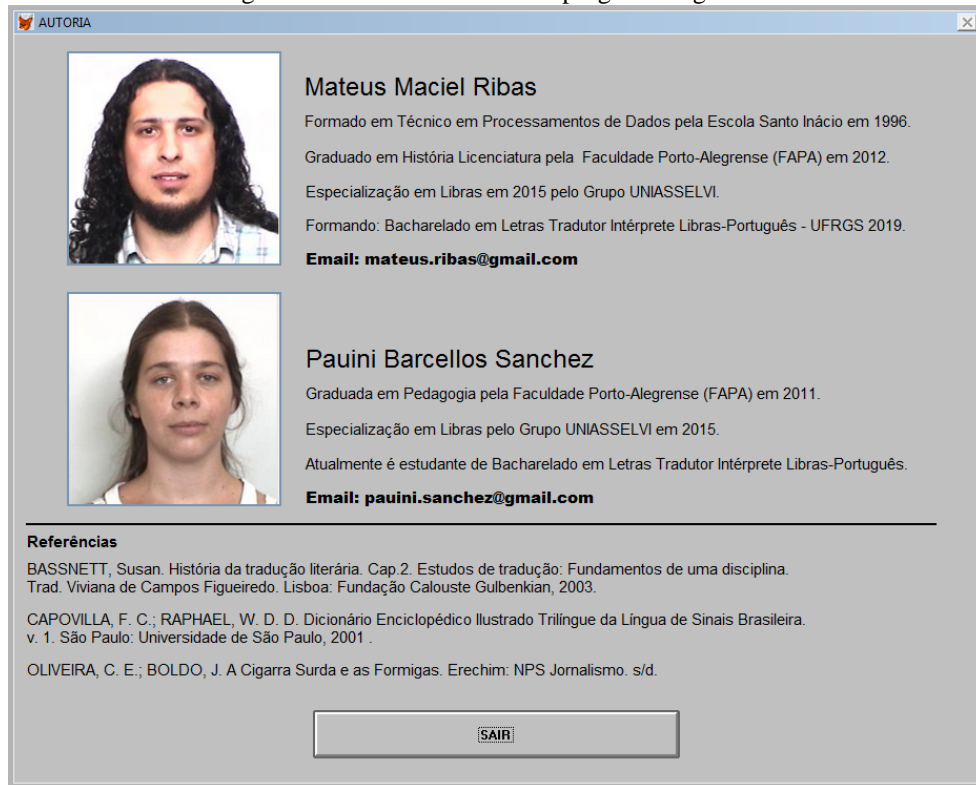 AUTORIA
Mateus Maciel Ribas
Formado em Técnico em Processamentos de Dados pela Escola Santo Inácio em 1996.
Graduado em História Licenciatura pela Faculdade Porto-Alegrense (FAPA) em 2012.
Especialização em Libras em 2015 pelo Grupo UNIASSELVI.
Formando: Bacharelado em Letras Tradutor Intérprete Libras-Português - UFRGS 2019.
Email: mateus.ribas@gmail.com
Pauini Barcellos Sanchez
Graduada em Pedagogia pela Faculdade Porto-Alegrense (FAPA) em 2011.
Especialização em Libras pelo Grupo UNIASSELVI em 2015.
Atualmente é estudante de Bacharelado em Letras Tradutor Intérprete Libras-Português.
Email: pauini.sanchez@gmail.com
Referências
BASSNETT, Susan. História da tradução literária. Cap.2. Estudos de tradução: Fundamentos de uma disciplina.
Trad. Viviana de Campos Figueiredo. Lisboa: Fundação Calouste Gulbenkian, 2003.
CAPOVILLA, F. C.; RAPHAEL, W. D. D. Dicionário Enciclopédico Ilustrado Trilíngue da Língua de Sinais Brasileira.
v. 1. São Paulo: Universidade de São Paulo, 2001 .
OLIVEIRA, C. E.; BOLDO, J. A Cigarra Surda e as Formigas. Erechim: NPS Jornalismo. s/d.
SAIR